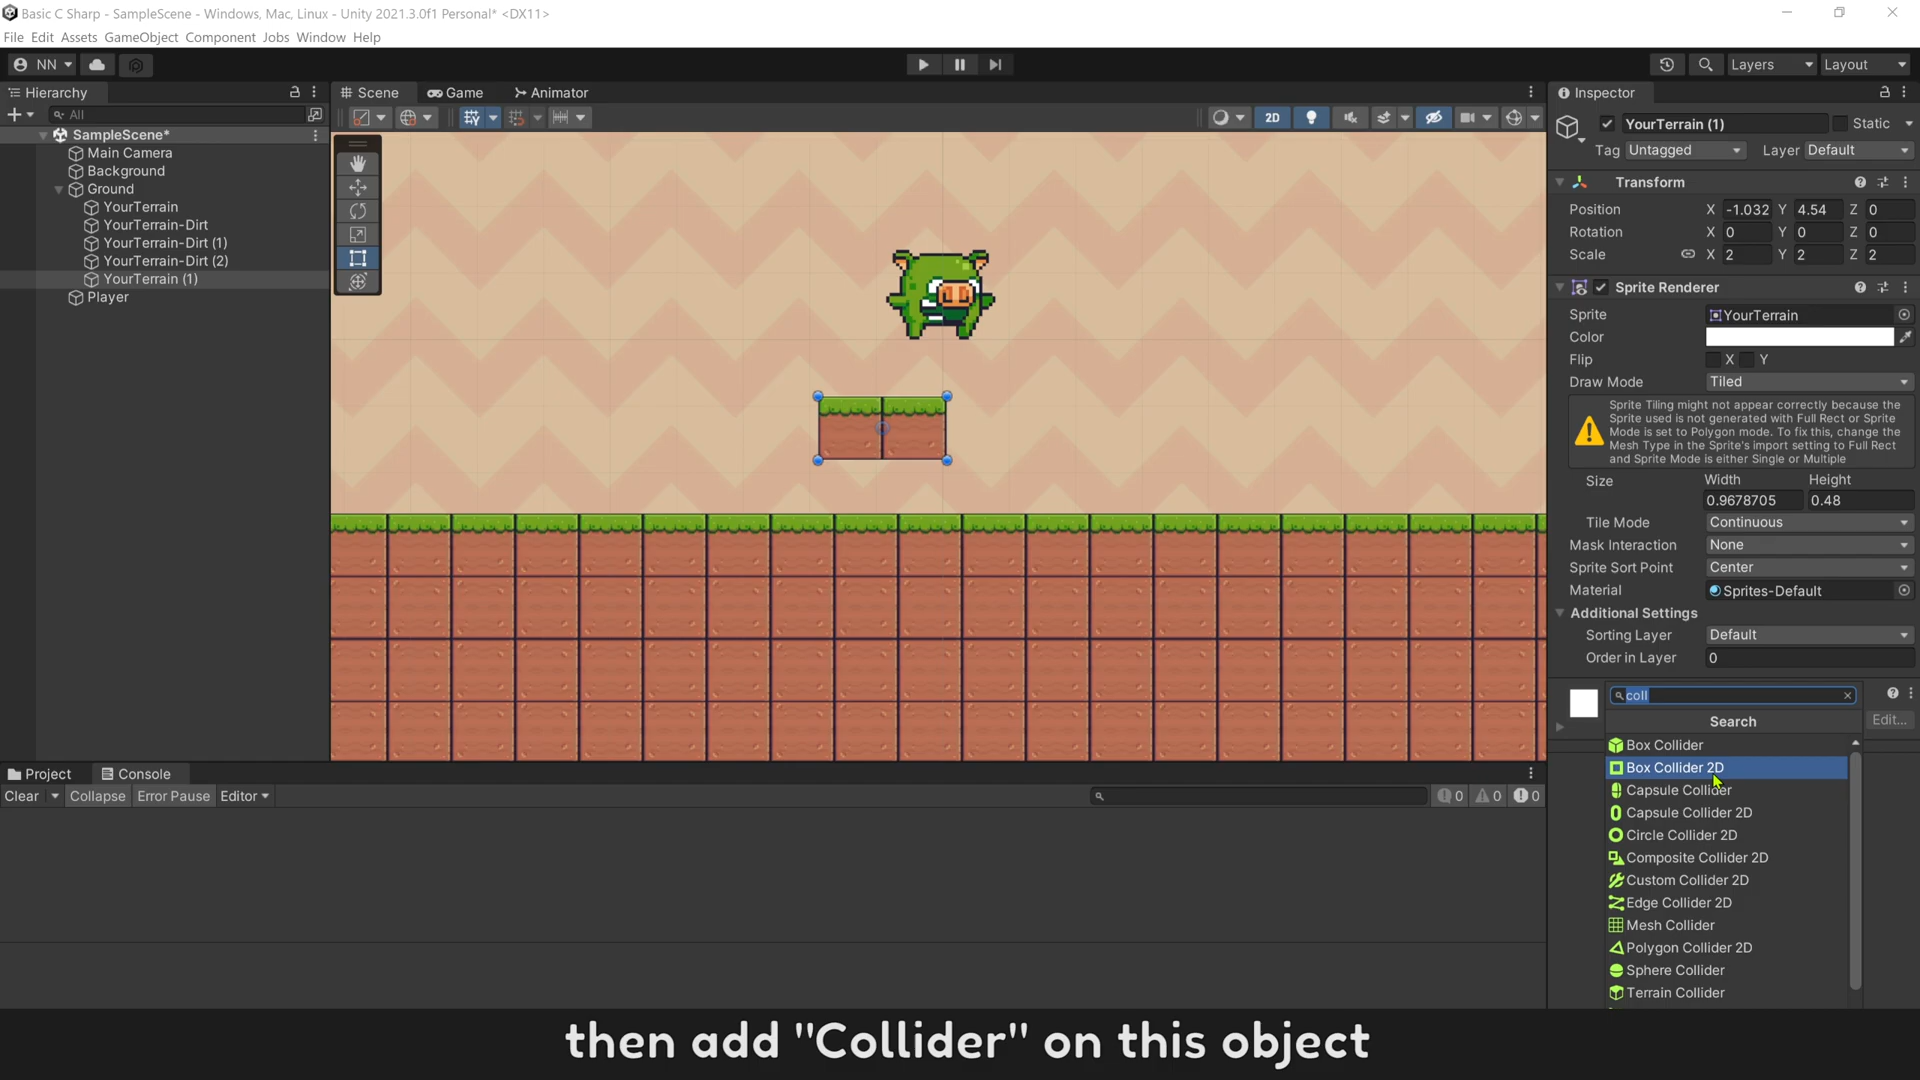 Basic C Sharp - SampleScene - Windows, Mac, Linux - Unity 2021.3.0f1 Personal* <DX11>
File Edit Assets GameObject Component Jobs Window Help
NN Layers Layout
Hierarchy
All
SampleScene*
Main Camera
Background
Ground
YourTerrain
YourTerrain-Dirt
YourTerrain-Dirt (1)
YourTerrain-Dirt (2)
YourTerrain (1)
Player
Scene Game Animator
2D
Inspector
YourTerrain (1) Static
Tag Untagged Layer Default
Transform
Position X -1.032 Y 4.54 Z 0
Rotation X 0 Y 0 Z 0
Scale X 2 Y 2 Z 2
Sprite Renderer
Sprite YourTerrain
Color
Flip X Y
Draw Mode Tiled
Sprite Tiling might not appear correctly because the
Sprite used is not generated with Full Rect or Sprite
Mode is set to Polygon mode. To fix this, change the
Mesh Type in the Sprite's import setting to Full Rect
and Sprite Mode is either Single or Multiple
Size Width Height
0.9678705 0.48
Tile Mode Continuous
Mask Interaction None
Sprite Sort Point Center
Material Sprites-Default
Additional Settings
Sorting Layer Default
Order in Layer 0
coll
Edit...
Search
Box Collider
Box Collider 2D
Capsule Collider
Capsule Collider 2D
Circle Collider 2D
Composite Collider 2D
Custom Collider 2D
Edge Collider 2D
Mesh Collider
Polygon Collider 2D
Sphere Collider
Terrain Collider
Project Console
Clear Collapse Error Pause Editor 0 0 0
then add "Collider" on this object